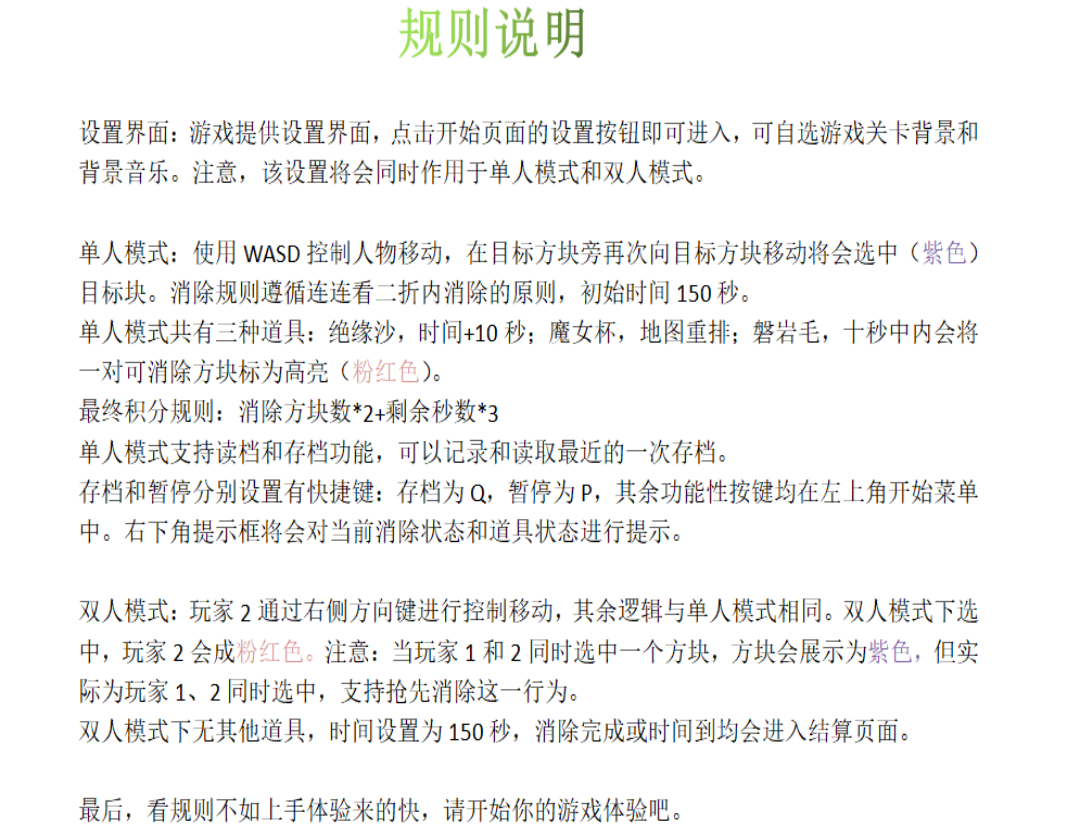 规则说明
设置界面：游戏提供设置界面，点击开始页面的设置按钮即可进入，可自选游戏关卡背景和
背景音乐。注意，该设置将会同时作用于单人模式和双人模式。
单人模式：使用 WASD 控制人物移动，在目标方块旁再次向目标方块移动将会选中（紫色）
目标块。消除规则遵循连连看二折内消除的原则，初始时间 150 秒。
单人模式共有三种道具：绝缘沙，时间+10 秒；魔女杯，地图重排；磐岩毛，十秒中内会将
一对可消除方块标为高亮（粉红色）。
最终积分规则：消除方块数*2+剩余秒数*3
单人模式支持读档和存档功能，可以记录和读取最近的一次存档。
存档和暂停分别设置有快捷键：存档为 Q，暂停为 P，其余功能性按键均在左上角开始菜单
中。右下角提示框将会对当前消除状态和道具状态进行提示。
双人模式：玩家 2 通过右侧方向键进行控制移动，其余逻辑与单人模式相同。双人模式下选
中，玩家 2 会成粉红色。注意：当玩家 1 和 2 同时选中一个方块，方块会展示为紫色，但实
际为玩家 1、2 同时选中，支持抢先消除这一行为。
双人模式下无其他道具，时间设置为 150 秒，消除完成或时间到均会进入结算页面。
最后，看规则不如上手体验来的快，请开始你的游戏体验吧。